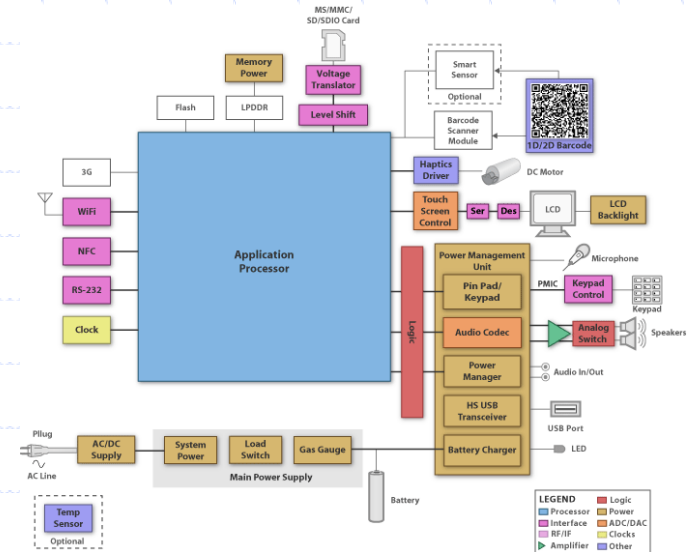 MS/MMC/
SD/SDIO Card
Memory
Power
Voltage
Translator
Smart
Sensor
Optional
Flash
LPDDR
Level Shift
Barcode
Scanner
Module
1D/2D Barcode
3G
Haptics
Driver
DC Motor
WiFi
Touch
Screen
Control
Ser
Des
LCD
LCD
Backlight
NFC
Application
Processor
Power Management
Unit
Microphone
RS-232
Pin Pad/
Keypad
PMIC
Keypad
Control
Keypad
Clock
Logic
Audio Codec
Analog
Switch
Speakers
Power
Manager
Audio In/Out
HS USB
Transceiver
USB Port
Pllug
AC/DC
Supply
System
Power
Load
Switch
Gas Gauge
Battery Charger
LED
AC Line
Main Power Supply
Battery
Temp
Sensor
Optional
LEGEND
Processor
Interface
RF/IF
Amplifier
Logic
Power
ADC/DAC
Clocks
Other